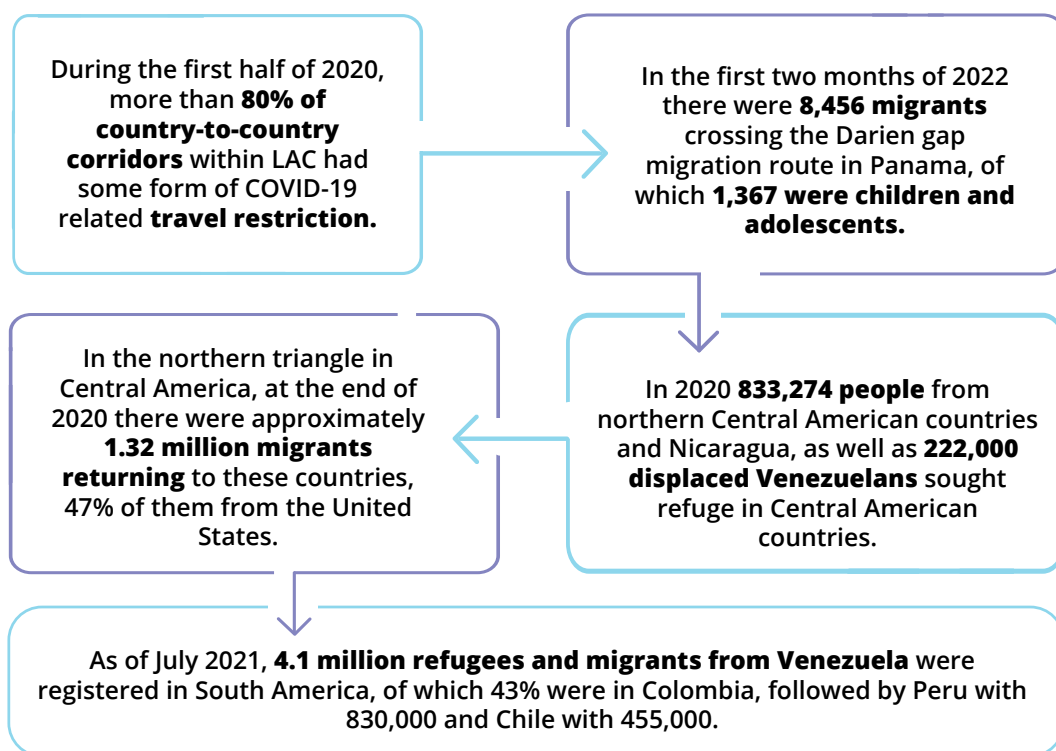 During the first half of 2020,
more than 80% of
country-to-country
corridors within LAC had
some form of COVID-19
related travel restriction.
In the first two months of 2022
there were 8,456 migrants
crossing the Darien gap
migration route in Panama, of
which 1,367 were children and
adolescents.
In 2020 833,274 people from
northern Central American countries
and Nicaragua, as well as 222,000
displaced Venezuelans sought
refuge in Central American
countries.
In the northern triangle in
Central America, at the end of
2020 there were approximately
1.32 million migrants
returning to these countries,
47% of them from the United
States.
As of July 2021, 4.1 million refugees and migrants from Venezuela were
registered in South America, of which 43% were in Colombia, followed by Peru with
830,000 and Chile with 455,000.